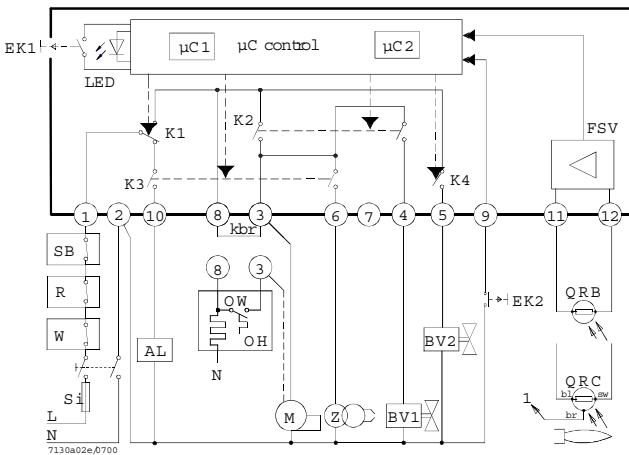 EK1
LED
µC1
µC control
µC2
FSV
K1
K2
K3
K4
1
2
10
8
3
6
7
4
5
9
11
12
kbr
SB
R
W
Si
L
N
7130a02e/0700
AL
8
3
OW
OH
N
M
Z
BV1
BV2
EK2
QRB
QRC
bl
sw
br
1